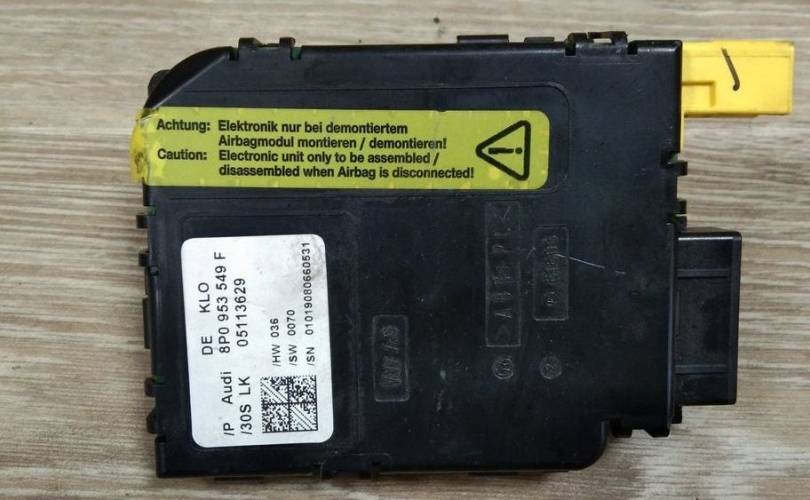 Achtung: Elektronik nur bei demontiertem
Airbagmodul montieren / demontieren!
Caution: Electronic unit only to be assembled /
disassembled when Airbag is disconnected!
DE KLO
/P Audi 8P0 953 549 F
/30S LK 05113629
/HW 036
/SW 0070
/SN 01019080660531